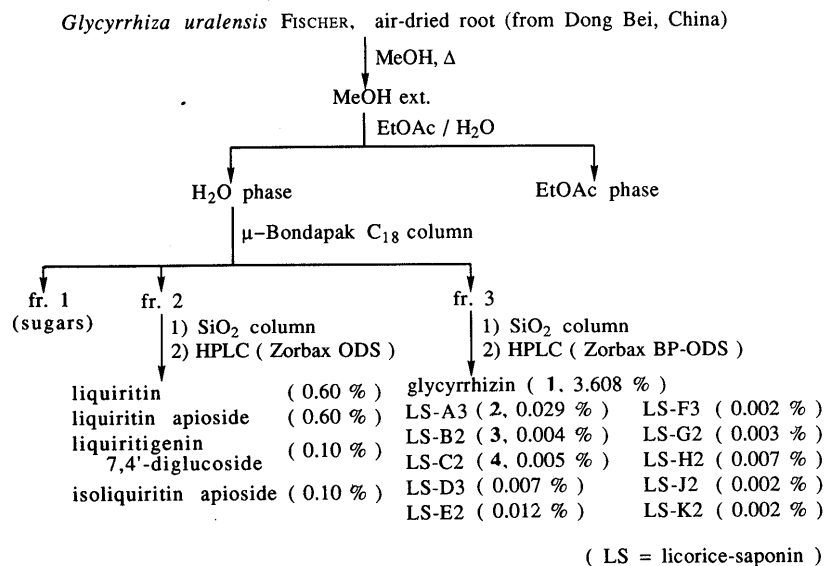 Glycyrrhiza uralensis FISCHER, air-dried root (from Dong Bei, China)
MeOH, Δ
MeOH ext.
EtOAc / H₂O
H₂O phase
EtOAc phase
μ-Bondapak C₁₈ column
fr. 1
(sugars)
fr. 2
1) SiO₂ column
2) HPLC ( Zorbax ODS )
liquiritin ( 0.60 % )
liquiritin apioside ( 0.60 % )
liquiritigenin
7,4'-diglucoside ( 0.10 % )
isoliquiritin apioside ( 0.10 % )
fr. 3
1) SiO₂ column
2) HPLC ( Zorbax BP-ODS )
glycyrrhizin ( 1, 3.608 % )
LS-A3 ( 2, 0.029 % ) LS-F3 ( 0.002 % )
LS-B2 ( 3, 0.004 % ) LS-G2 ( 0.003 % )
LS-C2 ( 4, 0.005 % ) LS-H2 ( 0.007 % )
LS-D3 ( 0.007 % ) LS-J2 ( 0.002 % )
LS-E2 ( 0.012 % ) LS-K2 ( 0.002 % )
( LS = licorice-saponin )